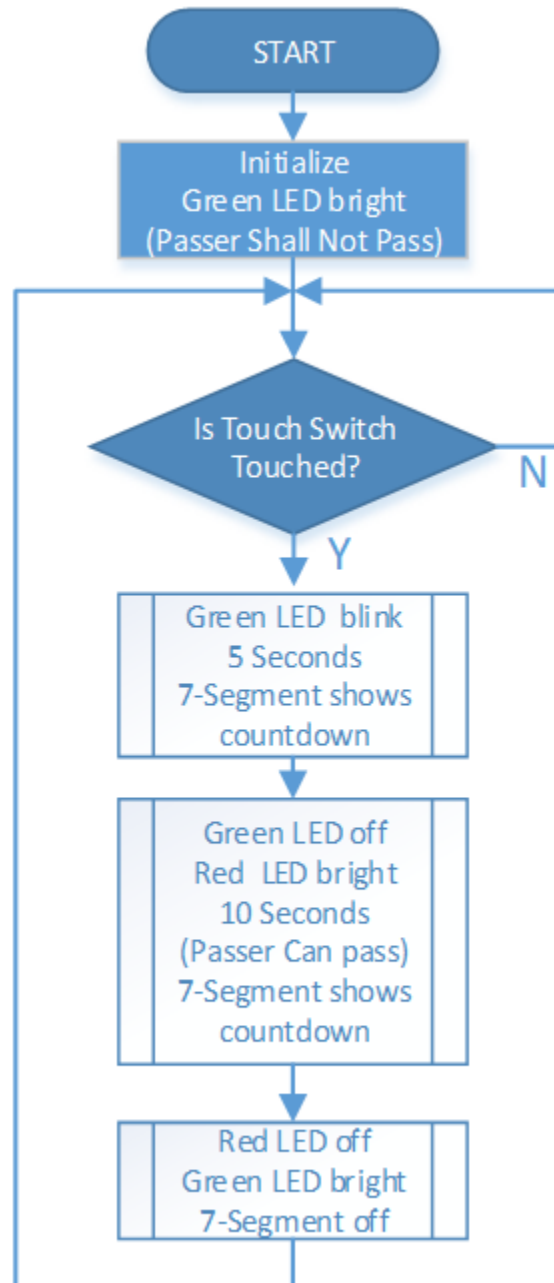 START
Initialize
Green LED bright
(Passer Shall Not Pass)
Is Touch Switch
Touched?
N
Y
Green LED blink
5 Seconds
7-Segment shows
countdown
Green LED off
Red LED bright
10 Seconds
(Passer Can pass)
7-Segment shows
countdown
Red LED off
Green LED bright
7-Segment off